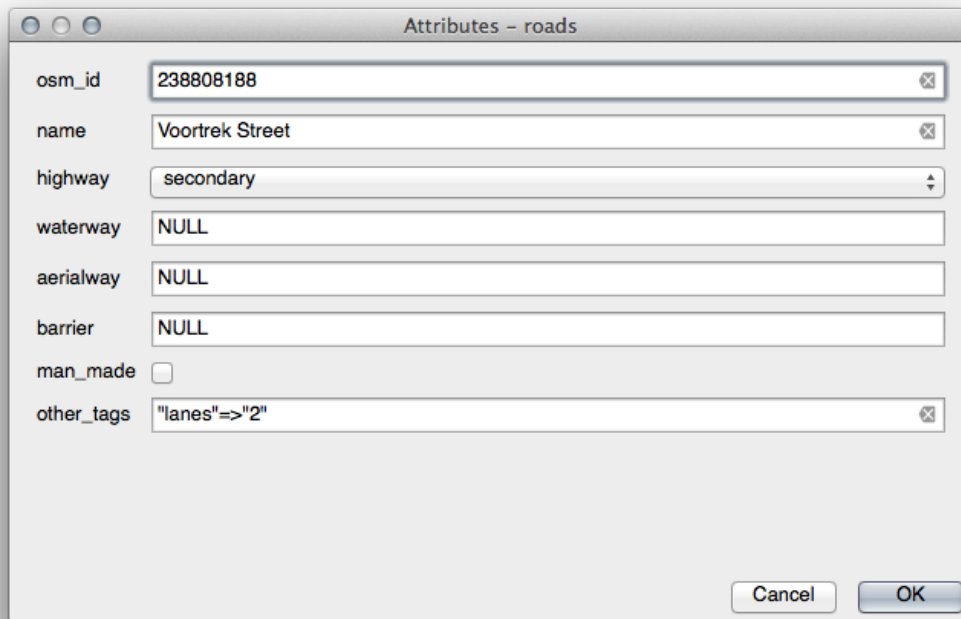 Attributes – roads
osm_id 238808188
name Voortrek Street
highway secondary
waterway NULL
aerialway NULL
barrier NULL
man_made
other_tags "lanes"=>"2"
Cancel OK